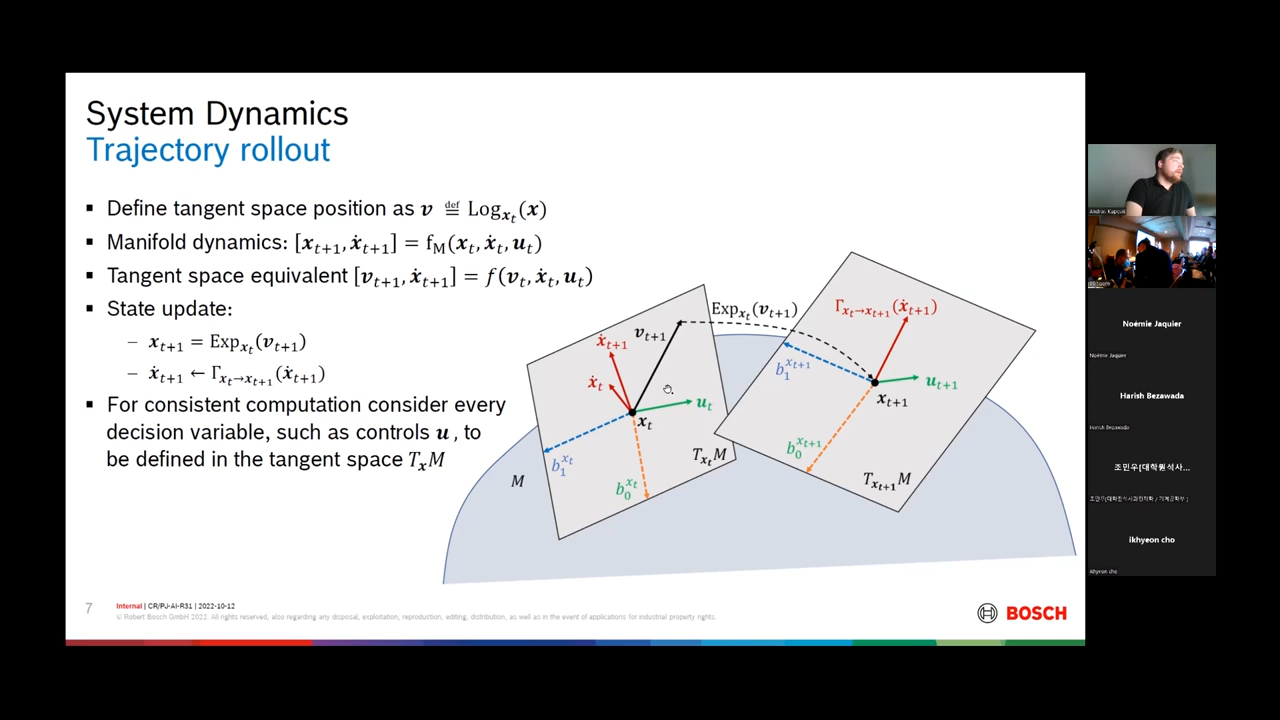 System Dynamics
Trajectory rollout
▪ Define tangent space position as v ≝ Log_{x_t}(x)
▪ Manifold dynamics: [x_{t+1}, ẋ_{t+1}] = f_M(x_t, ẋ_t, u_t)
▪ Tangent space equivalent [v_{t+1}, ẋ_{t+1}] = f(v_t, ẋ_t, u_t)
▪ State update:
– x_{t+1} = Exp_{x_t}(v_{t+1})
– ẋ_{t+1} ← Γ_{x_t→x_{t+1}}(ẋ_{t+1})
▪ For consistent computation consider every
decision variable, such as controls u , to
be defined in the tangent space T_xM
Exp_{x_t}(v_{t+1})
Γ_{x_t→x_{t+1}}(ẋ_{t+1})
v_{t+1}
ẋ_{t+1}
ẋ_t
u_t
x_t
b_1^{x_t}
b_0^{x_t}
T_{x_t}M
M
b_1^{x_{t+1}}
u_{t+1}
x_{t+1}
b_0^{x_{t+1}}
T_{x_{t+1}}M
7
Internal | CR/PJ-AI-R31 | 2022-10-12
© Robert Bosch GmbH 2022. All rights reserved, also regarding any disposal, exploitation, reproduction, editing, distribution, as well as in the event of applications for industrial property rights.
BOSCH
Andras Kupcsik
Noémie Jaquier
Noémie Jaquier
Harish Bezawada
Harish Bezawada
조민우[대학원석사...
ikhyeon cho
ikhyeon cho